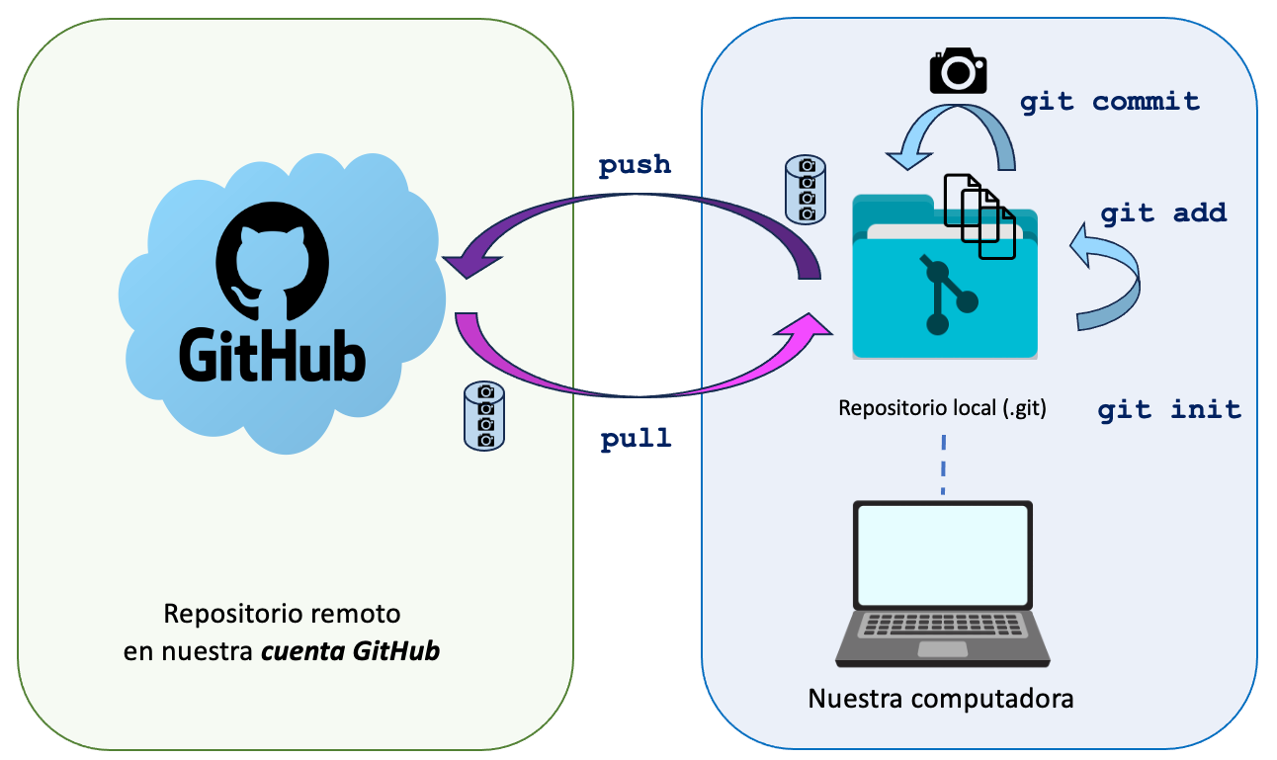 GitHub
Repositorio remoto
en nuestra cuenta GitHub
push
pull
git commit
git add
Repositorio local (.git)
git init
Nuestra computadora